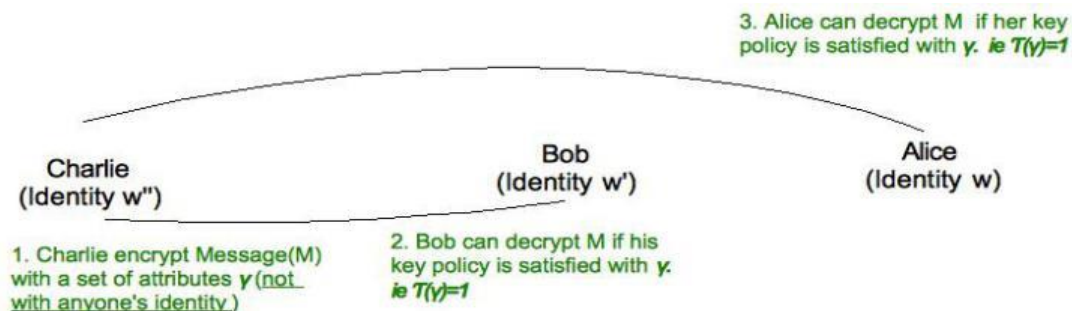 3. Alice can decrypt M if her key
policy is satisfied with γ. ie T(γ)=1
Charlie
(Identity w'')
Bob
(Identity w')
Alice
(Identity w)
1. Charlie encrypt Message(M)
with a set of attributes γ (not
with anyone's identity )
2. Bob can decrypt M if his
key policy is satisfied with γ.
ie T(γ)=1